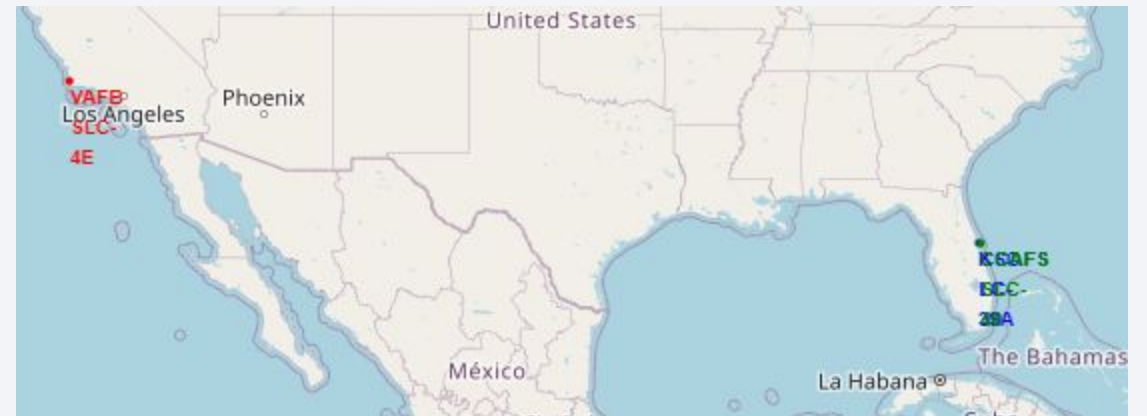 United States
VAFB
Phoenix
Los Angeles
SLC-
4E
México
The Bahamas
La Habana